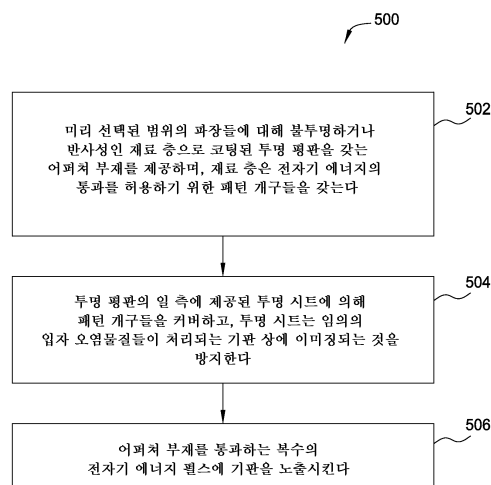 500
502
미리 선택된 범위의 파장들에 대해 불투명하거나
반사성인 재료 층으로 코팅된 투명 평판을 갖는
어퍼쳐 부재를 제공하며, 재료 층은 전자기 에너지의
통과를 허용하기 위한 패턴 개구들을 갖는다
504
투명 평판의 일 측에 제공된 투명 시트에 의해
패턴 개구들을 커버하고, 투명 시트는 임의의
입자 오염물질들이 처리되는 기판 상에 이미징되는 것을
방지한다
506
어퍼쳐 부재를 통과하는 복수의
전자기 에너지 펄스에 기판을 노출시킨다